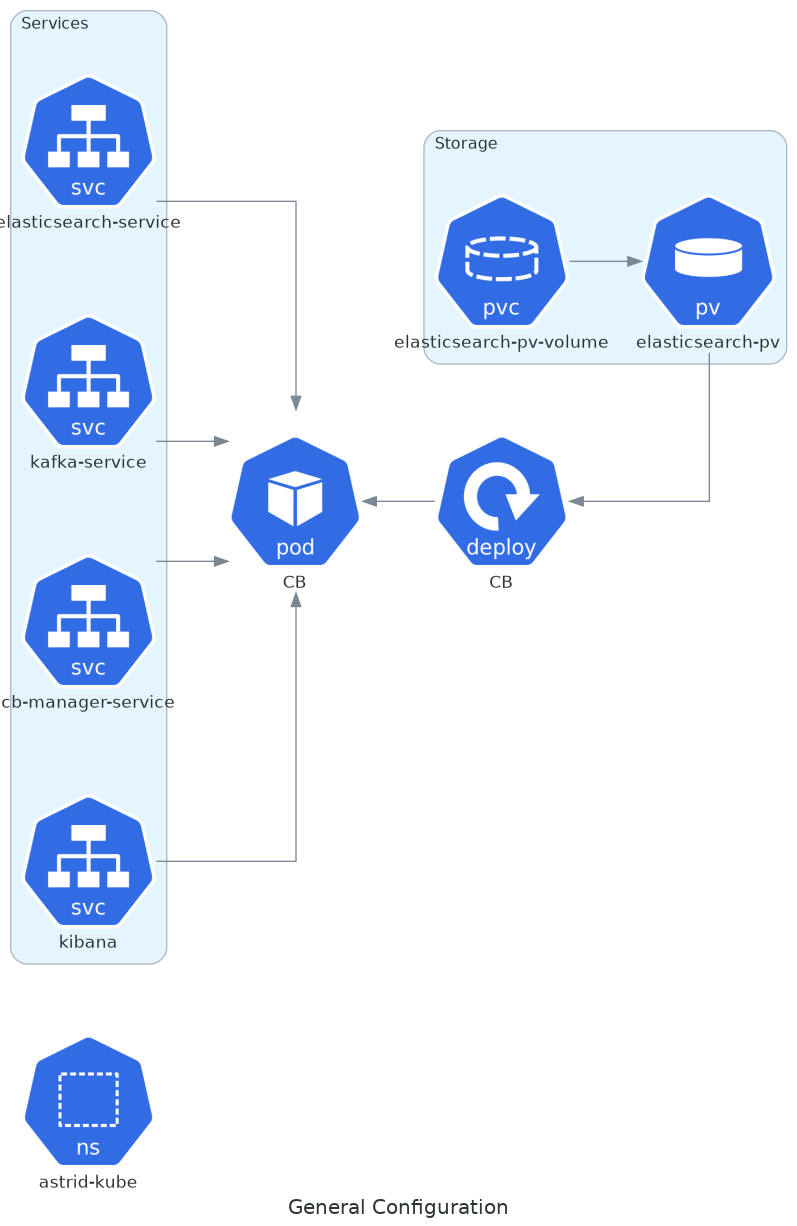 Services
svc
elasticsearch-service
svc
kafka-service
svc
cb-manager-service
svc
kibana
Storage
pvc
elasticsearch-pv-volume
pv
elasticsearch-pv
pod
CB
deploy
CB
ns
astrid-kube
General Configuration